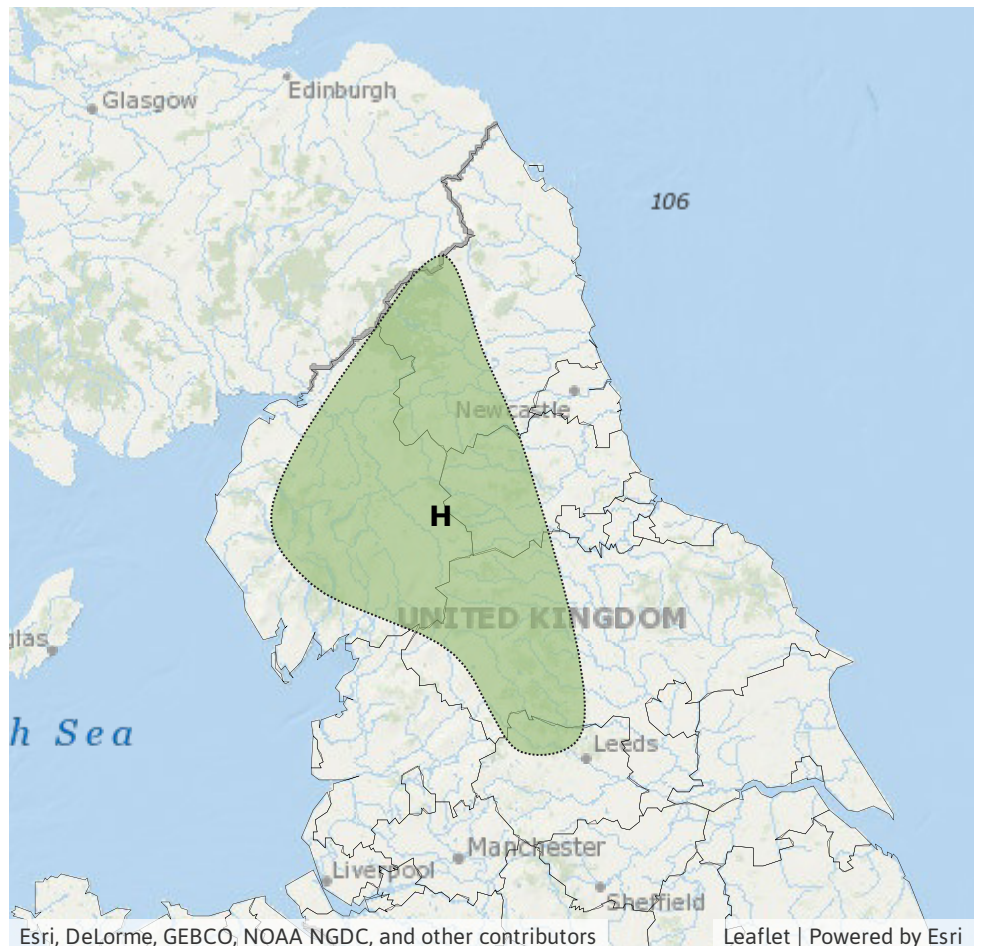 Edinburgh
Glasgow
106
Newcastle
H
UNITED KINGDOM
glas
h Sea
Leeds
Manchester
Liverpool
Sheffield
Esri, DeLorme, GEBCO, NOAA NGDC, and other contributors
Leaflet | Powered by Esri